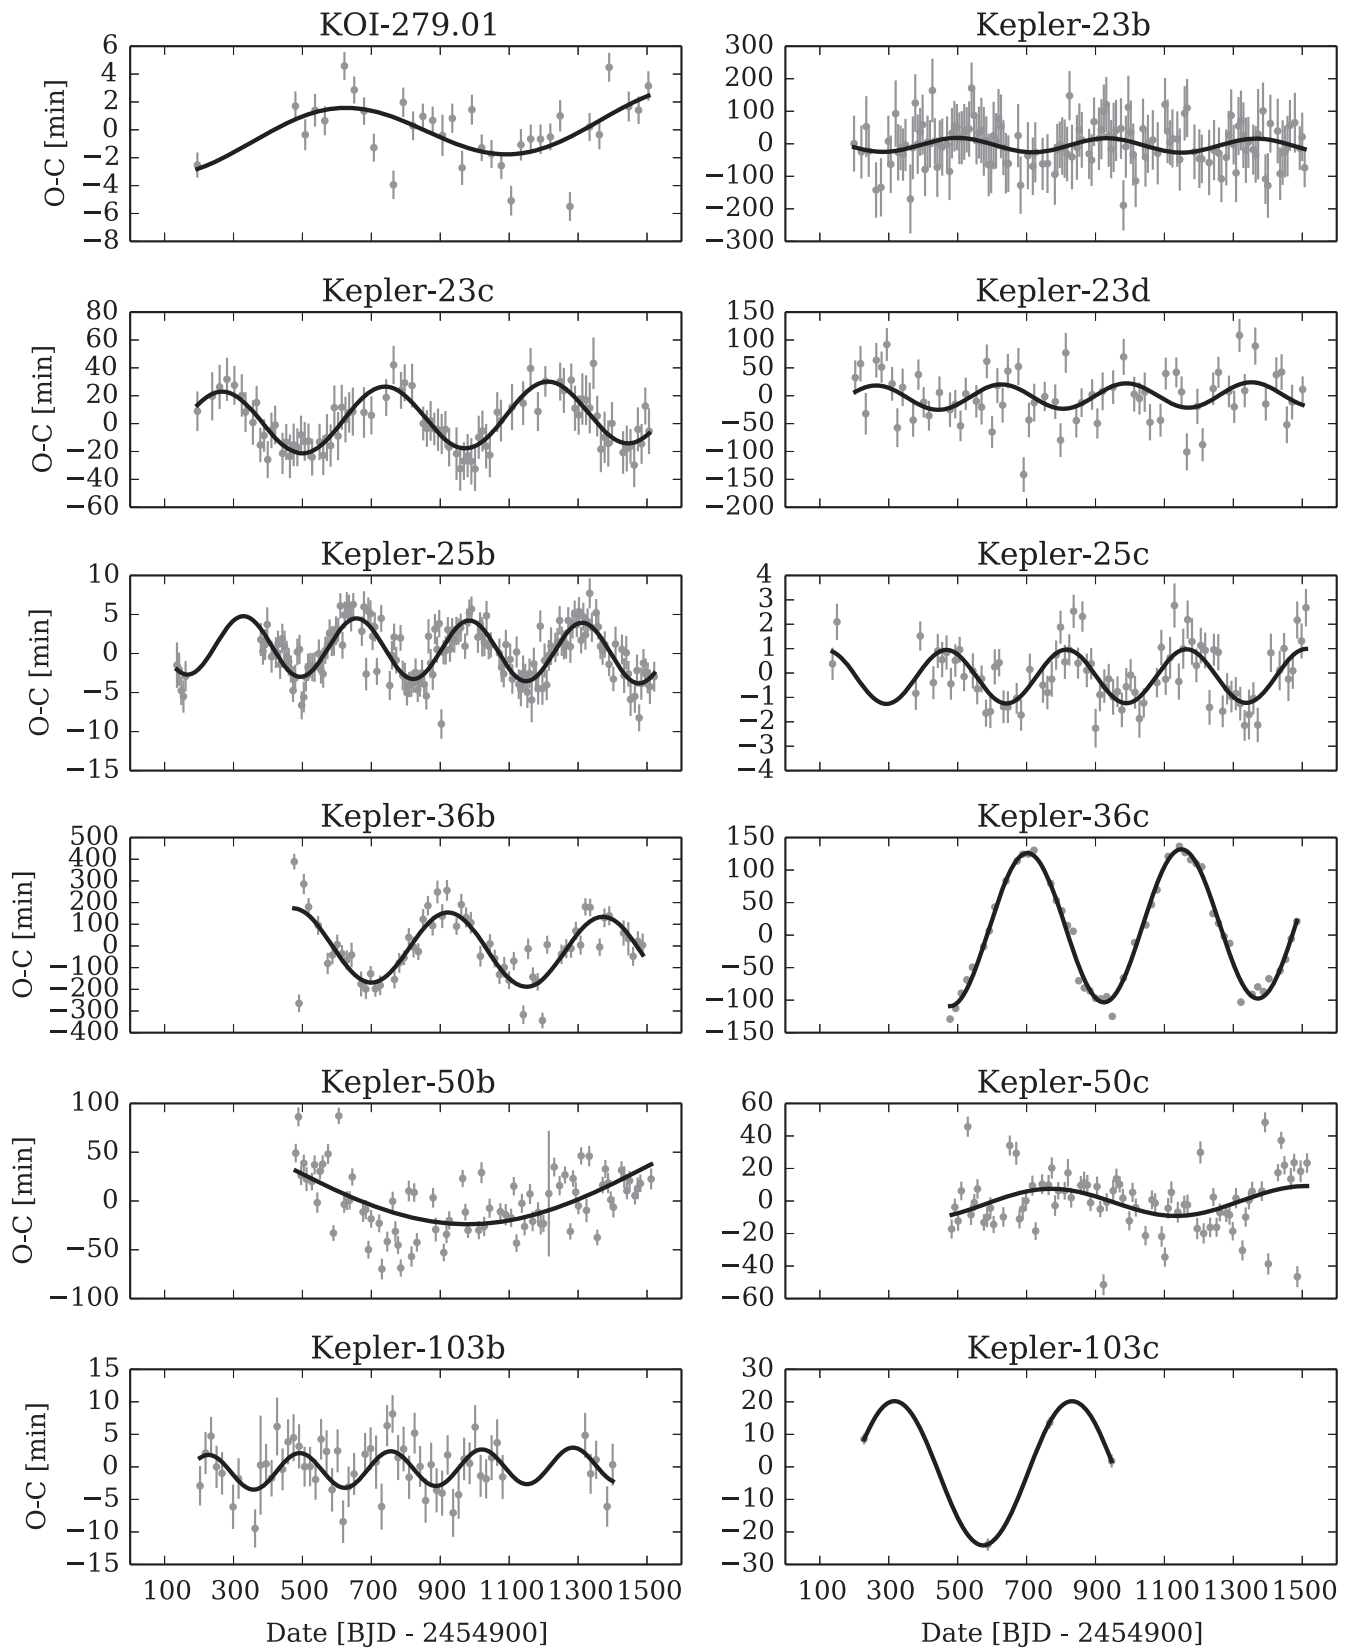 KOI-279.01 Kepler-23b
6 4 2 0 −2 −4 −6 −8
O-C [min]
300 200 100 0 −100 −200 −300
Kepler-23c Kepler-23d
80 60 40 20 0 −20 −40 −60
O-C [min]
150 100 50 0 −50 −100 −150 −200
Kepler-25b Kepler-25c
10 5 0 −5 −10 −15
O-C [min]
4 3 2 1 0 −1 −2 −3 −4
Kepler-36b Kepler-36c
500 400 300 200 100 0 −100 −200 −300 −400
O-C [min]
150 100 50 0 −50 −100 −150
Kepler-50b Kepler-50c
100 50 0 −50 −100
O-C [min]
60 40 20 0 −20 −40 −60
Kepler-103b Kepler-103c
15 10 5 0 −5 −10 −15
O-C [min]
30 20 10 0 −10 −20 −30
100 300 500 700 900 1100 1300 1500 100 300 500 700 900 1100 1300 1500
Date [BJD - 2454900] Date [BJD - 2454900]